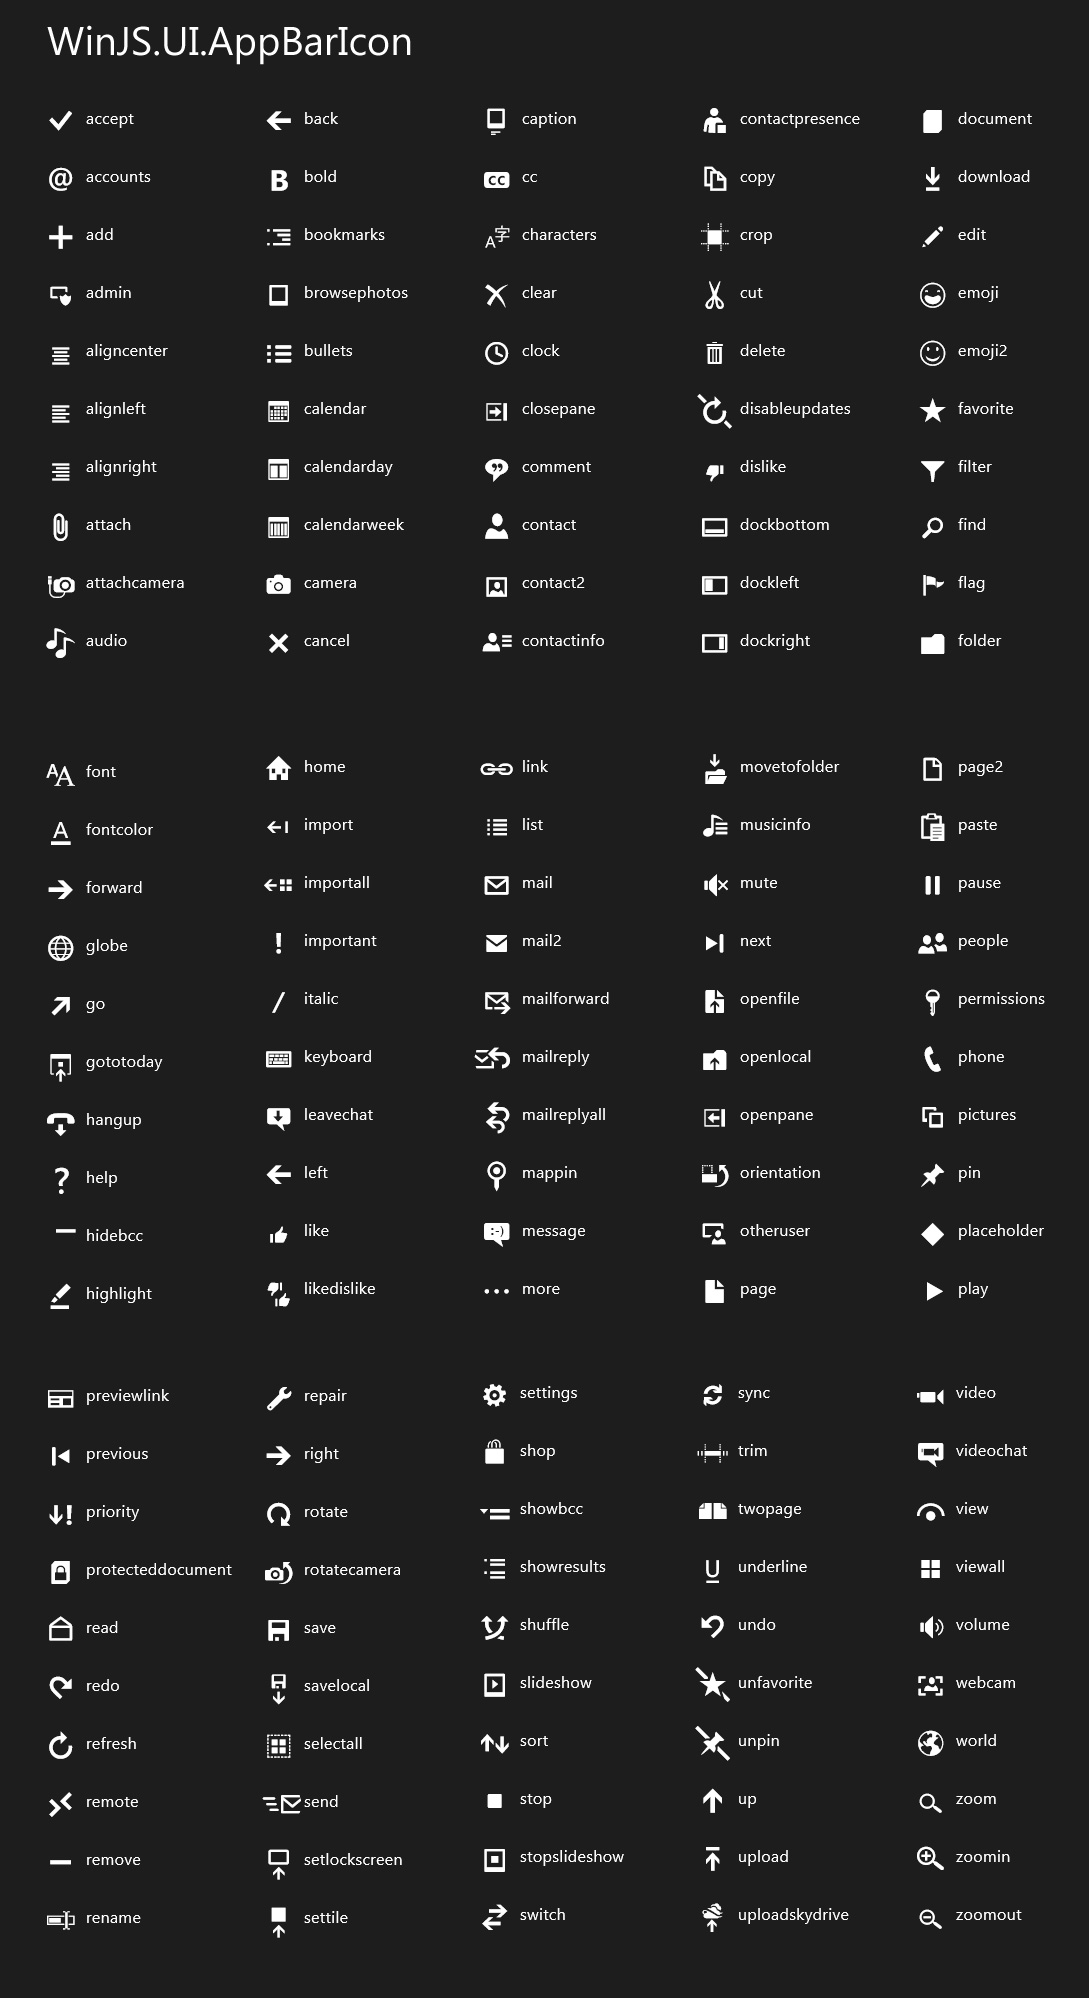 WinJS.UI.AppBarIcon
accept
accounts
add
admin
aligncenter
alignleft
alignright
attach
attachcamera
audio
back
bold
bookmarks
browsephotos
bullets
calendar
calendarday
calendarweek
camera
cancel
caption
cc
characters
clear
clock
closepane
comment
contact
contact2
contactinfo
contactpresence
copy
crop
cut
delete
disableupdates
dislike
dockbottom
dockleft
dockright
document
download
edit
emoji
emoji2
favorite
filter
find
flag
folder
font
fontcolor
forward
globe
go
gototoday
hangup
help
hidebcc
highlight
home
import
importall
important
italic
keyboard
leavechat
left
like
likedislike
link
list
mail
mail2
mailforward
mailreply
mailreplyall
mappin
message
more
movetofolder
musicinfo
mute
next
openfile
openlocal
openpane
orientation
otheruser
page
page2
paste
pause
people
permissions
phone
pictures
pin
placeholder
play
previewlink
previous
priority
protecteddocument
read
redo
refresh
remote
remove
rename
repair
right
rotate
rotatecamera
save
savelocal
selectall
send
setlockscreen
settile
settings
shop
showbcc
showresults
shuffle
slideshow
sort
stop
stopslideshow
switch
sync
trim
twopage
underline
undo
unfavorite
unpin
up
upload
uploadskydrive
video
videochat
view
viewall
volume
webcam
world
zoom
zoomin
zoomout